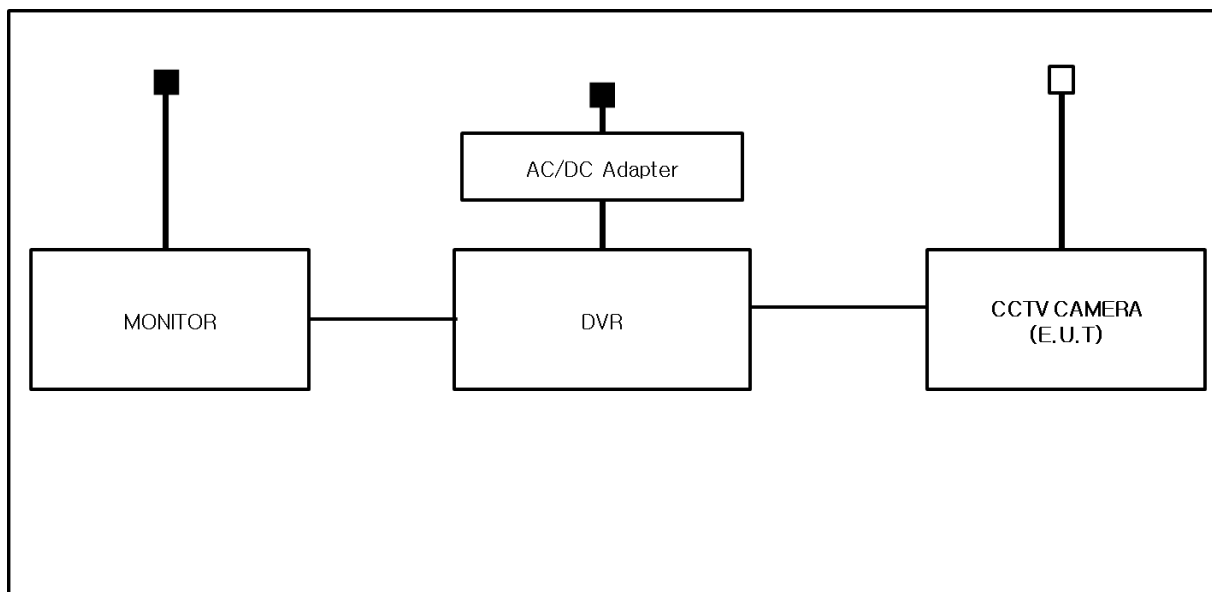 AC/DC Adapter
MONITOR
DVR
CCTV CAMERA
(E.U.T)